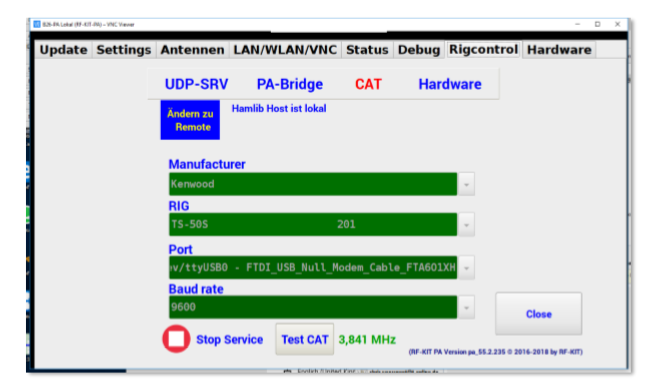 B26-PA Lokal (RF-KIT-PA) – VNC Viewer
Update Settings Antennen LAN/WLAN/VNC Status Debug Rigcontrol Hardware
UDP-SRV PA-Bridge CAT Hardware
Ändern zu
Remote
Hamlib Host ist lokal
Manufacturer
Kenwood
RIG
TS-50S 201
Port
/ttyUSB0 - FTDI_USB_Null_Modem_Cable_FTA601XH
Baud rate
9600
Close
Stop Service Test CAT 3,841 MHz
(RF-KIT PA Version pa_55.2.235 © 2016-2018 by RF-KIT)